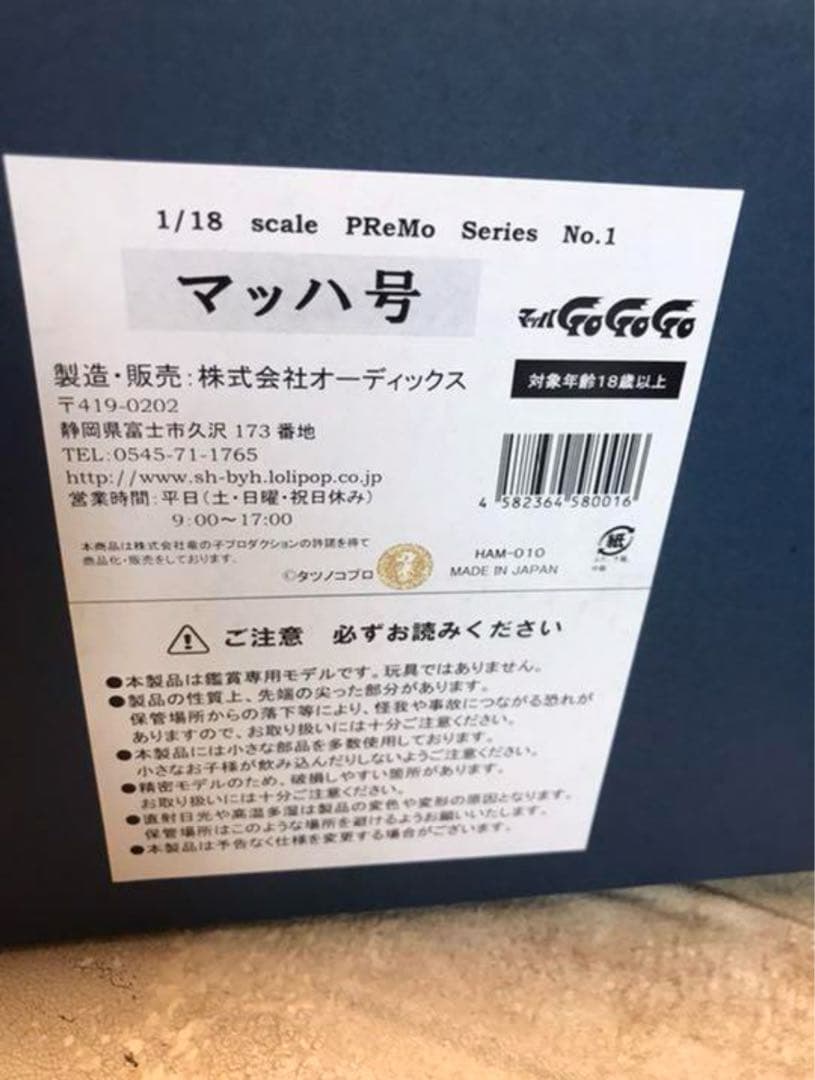 1/18 scale PReMo Series No.1
マッハ号
マッハGoGoGo
製造・販売：株式会社オーディックス
対象年齢18歳以上
〒419-0202
静岡県富士市久沢 173 番地
TEL:0545-71-1765
http://www.sh-byh.lolipop.co.jp
営業時間：平日（土・日曜・祝日休み）
9:00～17:00
4 582364 580016
本商品は株式会社竜の子プロダクションの許諾を得て
商品化・販売をしております。
©タツノコプロ
HAM-010
MADE IN JAPAN
紙
⚠ ご注意 必ずお読みください
●本製品は鑑賞専用モデルです。玩具ではありません。
●製品の性質上、先端の尖った部分があります。
保管場所からの落下等により、怪我や事故につながる恐れが
ありますので、お取り扱いには十分ご注意ください。
●本製品には小さな部品を多数使用しております。
小さなお子様が飲み込んだりしないようご注意ください。
●精密モデルのため、破損しやすい箇所があります。
お取り扱いには十分ご注意ください。
●直射日光や高温多湿は製品の変色や変形の原因となります。
保管場所はこのような場所を避けるようお願いいたします。
●本製品は予告なく仕様を変更する場合がございます。